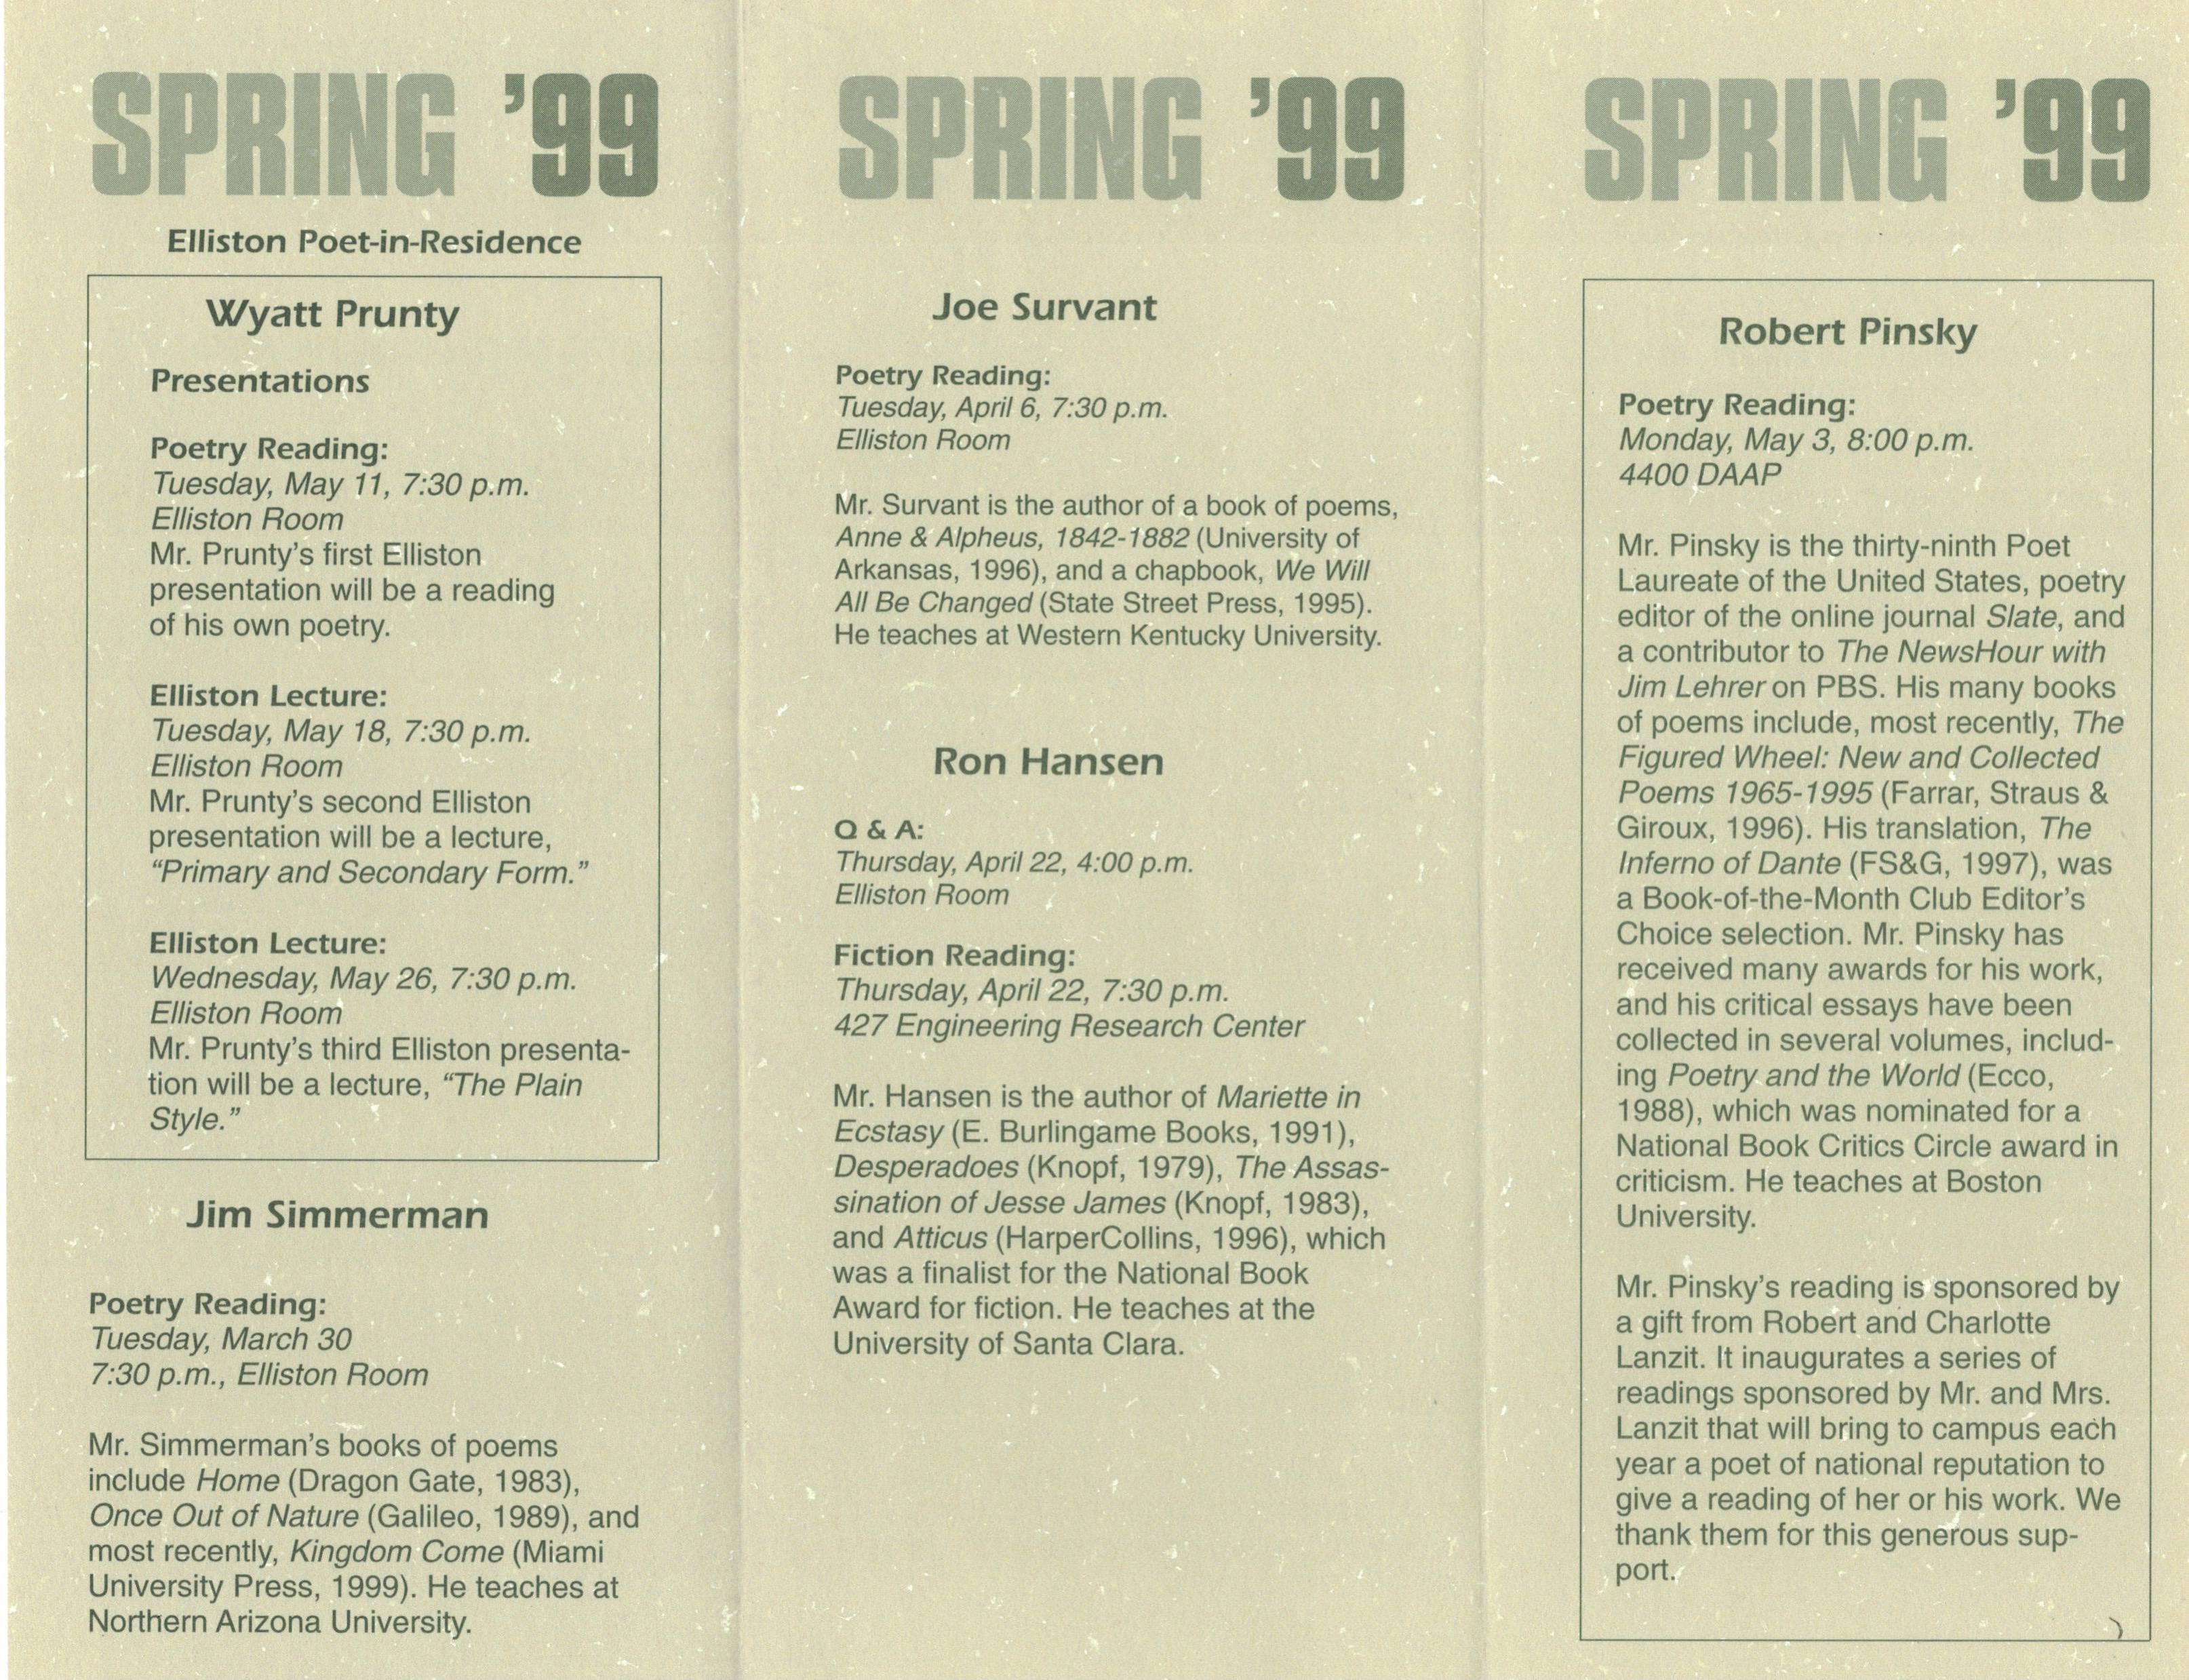 SPRING ’99
Elliston Poet-in-Residence
Wyatt Prunty
Presentations
Poetry Reading:
Tuesday, May 11, 7:30 p.m.
Elliston Room
Mr. Prunty’s first Elliston
presentation will be a reading
of his own poetry.
Elliston Lecture:
Tuesday, May 18, 7:30 p.m.
Elliston Room
Mr. Prunty’s second Elliston
presentation will be a lecture,
“Primary and Secondary Form.”
Elliston Lecture:
Wednesday, May 26, 7:30 p.m.
Elliston Room
Mr. Prunty’s third Elliston presenta-
tion will be a lecture, “The Plain
Style.”
Jim Simmerman
Poetry Reading:
Tuesday, March 30
7:30 p.m., Elliston Room
Mr. Simmerman’s books of poems
include Home (Dragon Gate, 1983),
Once Out of Nature (Galileo, 1989), and
most recently, Kingdom Come (Miami
University Press, 1999). He teaches at
Northern Arizona University.
SPRING ’99
Joe Survant
Poetry Reading:
Tuesday, April 6, 7:30 p.m.
Elliston Room
Mr. Survant is the author of a book of poems,
Anne & Alpheus, 1842-1882 (University of
Arkansas, 1996), and a chapbook, We Will
All Be Changed (State Street Press, 1995).
He teaches at Western Kentucky University.
Ron Hansen
Q & A:
Thursday, April 22, 4:00 p.m.
Elliston Room
Fiction Reading:
Thursday, April 22, 7:30 p.m.
427 Engineering Research Center
Mr. Hansen is the author of Mariette in
Ecstasy (E. Burlingame Books, 1991),
Desperadoes (Knopf, 1979), The Assas-
sination of Jesse James (Knopf, 1983),
and Atticus (HarperCollins, 1996), which
was a finalist for the National Book
Award for fiction. He teaches at the
University of Santa Clara.
SPRING ’99
Robert Pinsky
Poetry Reading:
Monday, May 3, 8:00 p.m.
4400 DAAP
Mr. Pinsky is the thirty-ninth Poet
Laureate of the United States, poetry
editor of the online journal Slate, and
a contributor to The NewsHour with
Jim Lehrer on PBS. His many books
of poems include, most recently, The
Figured Wheel: New and Collected
Poems 1965-1995 (Farrar, Straus &
Giroux, 1996). His translation, The
Inferno of Dante (FS&G, 1997), was
a Book-of-the-Month Club Editor’s
Choice selection. Mr. Pinsky has
received many awards for his work,
and his critical essays have been
collected in several volumes, includ-
ing Poetry and the World (Ecco,
1988), which was nominated for a
National Book Critics Circle award in
criticism. He teaches at Boston
University.
Mr. Pinsky’s reading is sponsored by
a gift from Robert and Charlotte
Lanzit. It inaugurates a series of
readings sponsored by Mr. and Mrs.
Lanzit that will bring to campus each
year a poet of national reputation to
give a reading of her or his work. We
thank them for this generous sup-
port.